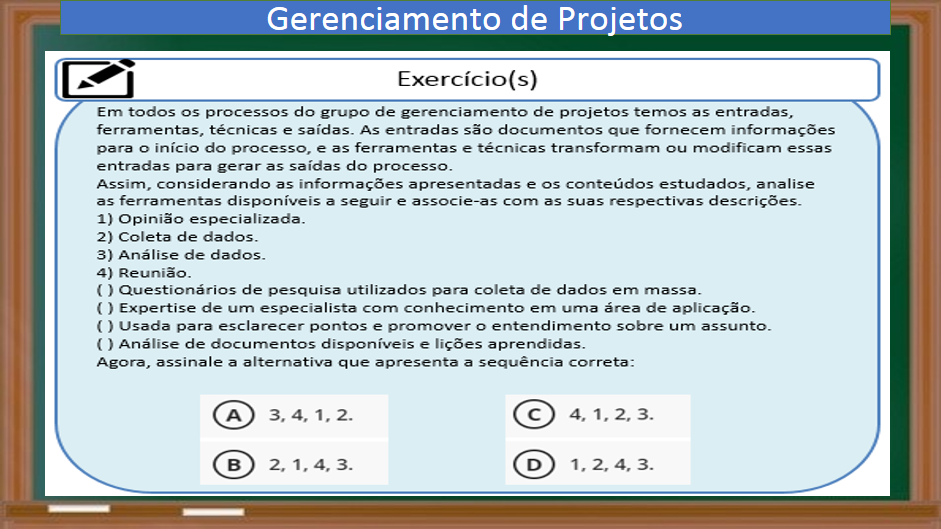 Gerenciamento de Projetos
Exercício(s)
Em todos os processos do grupo de gerenciamento de projetos temos as entradas,
ferramentas, técnicas e saídas. As entradas são documentos que fornecem informações
para o início do processo, e as ferramentas e técnicas transformam ou modificam essas
entradas para gerar as saídas do processo.
Assim, considerando as informações apresentadas e os conteúdos estudados, analise
as ferramentas disponíveis a seguir e associe-as com as suas respectivas descrições.
1) Opinião especializada.
2) Coleta de dados.
3) Análise de dados.
4) Reunião.
( ) Questionários de pesquisa utilizados para coleta de dados em massa.
( ) Expertise de um especialista com conhecimento em uma área de aplicação.
( ) Usada para esclarecer pontos e promover o entendimento sobre um assunto.
( ) Análise de documentos disponíveis e lições aprendidas.
Agora, assinale a alternativa que apresenta a sequência correta:
A 3, 4, 1, 2.
B 2, 1, 4, 3.
C 4, 1, 2, 3.
D 1, 2, 4, 3.